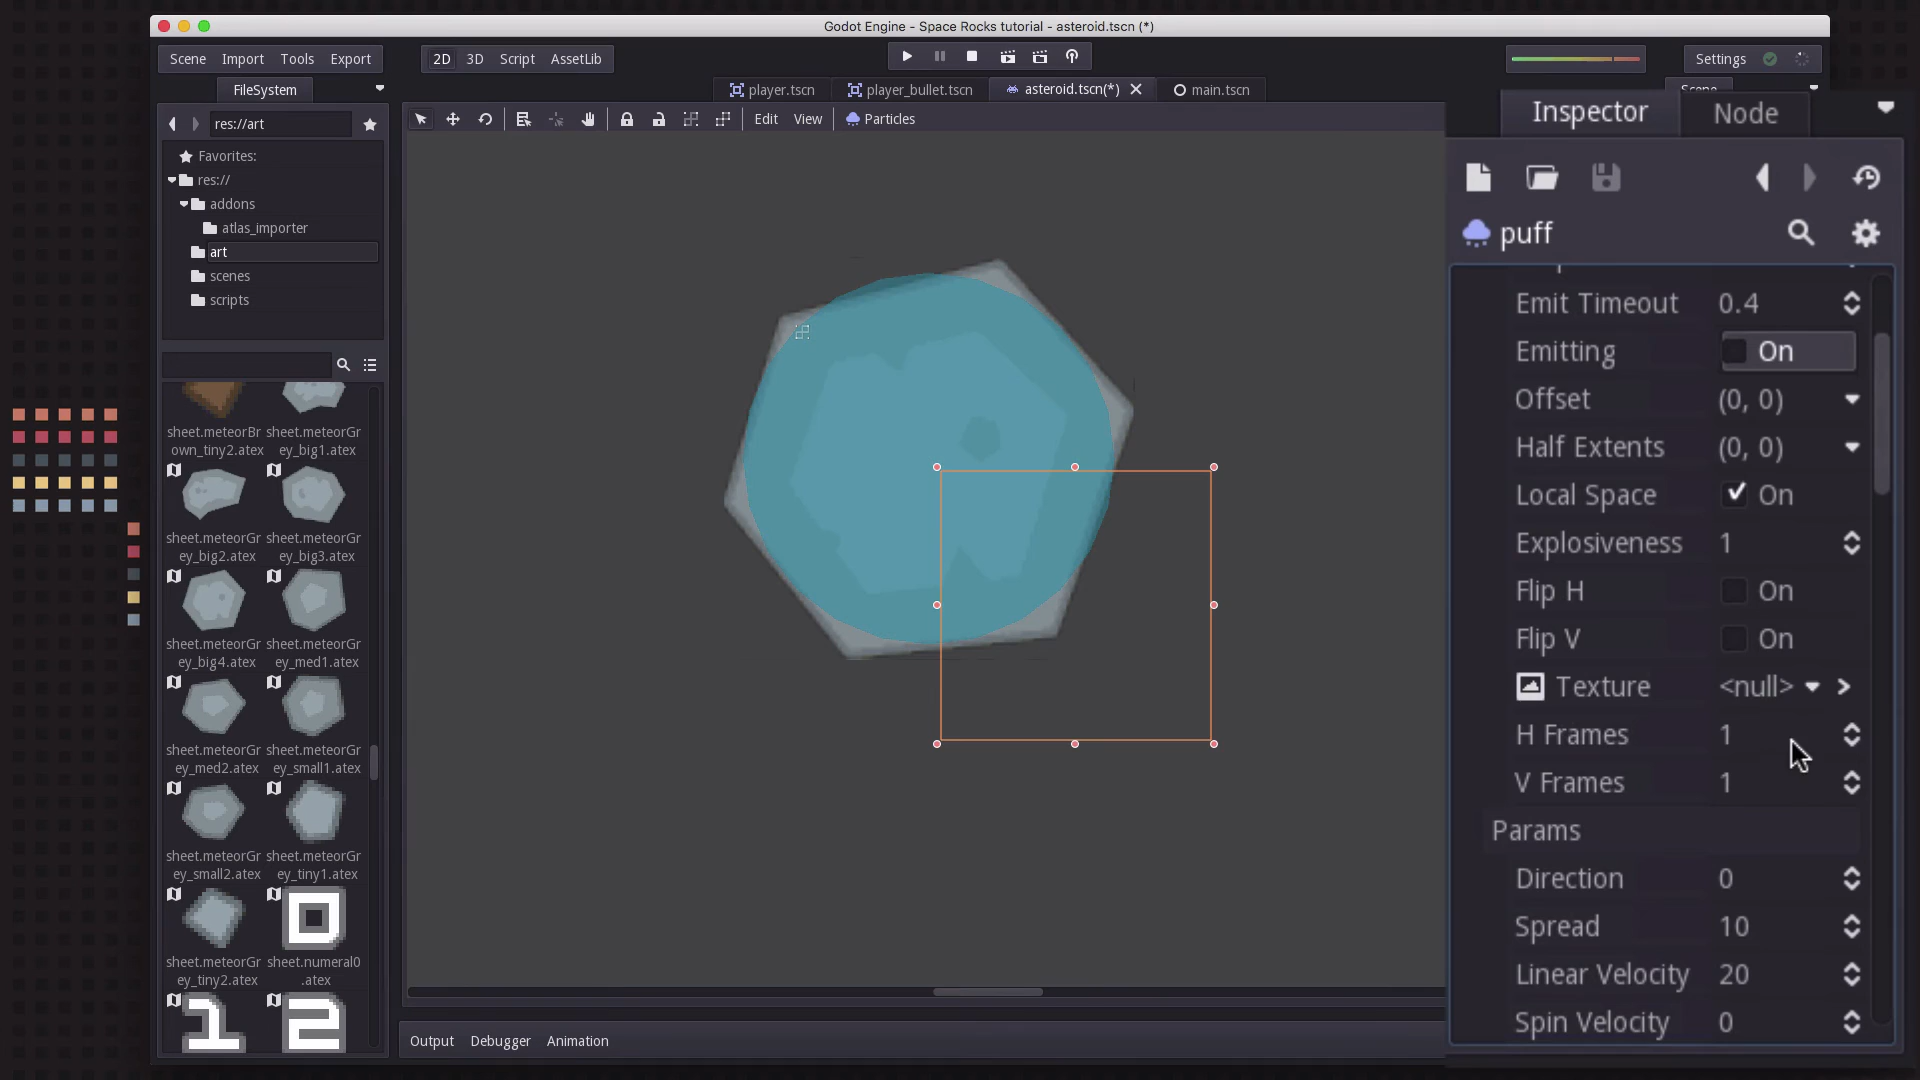 Godot Engine - Space Rocks tutorial - asteroid.tscn (*)
Scene Import Tools Export
2D 3D Script AssetLib
Settings
FileSystem
player.tscn
player_bullet.tscn
asteroid.tscn(*)
main.tscn
Scene
res://art
Edit View Particles
Favorites:
res://
addons
atlas_importer
art
scenes
scripts
sheet.meteorBr sheet.meteorGr
own_tiny2.atex ey_big1.atex
sheet.meteorGr sheet.meteorGr
ey_big2.atex ey_big3.atex
sheet.meteorGr sheet.meteorGr
ey_big4.atex ey_med1.atex
sheet.meteorGr sheet.meteorGr
ey_med2.atex ey_small1.atex
sheet.meteorGr sheet.meteorGr
ey_small2.atex ey_tiny1.atex
sheet.meteorGr sheet.numeral0
ey_tiny2.atex .atex
1 2
Output Debugger Animation
Inspector Node
puff
Emit Timeout 0.4
Emitting On
Offset (0, 0)
Half Extents (0, 0)
Local Space On
Explosiveness 1
Flip H On
Flip V On
Texture <null>
H Frames 1
V Frames 1
Params
Direction 0
Spread 10
Linear Velocity 20
Spin Velocity 0